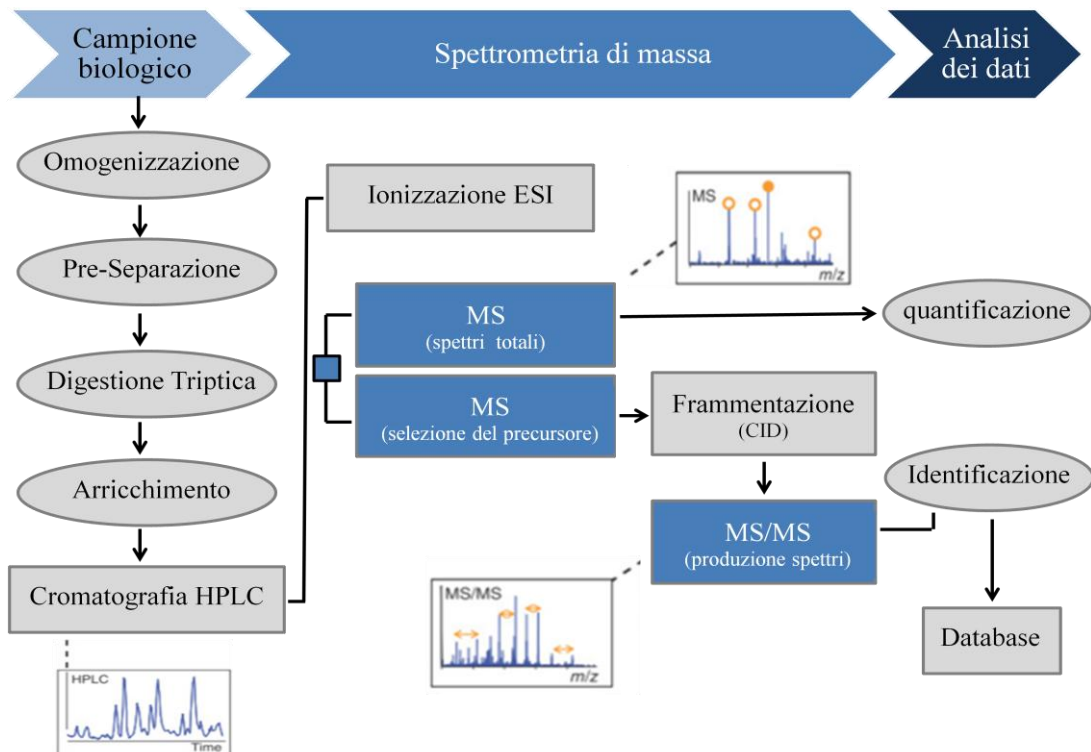 Campione
biologico
Spettrometria di massa
Analisi
dei dati
Omogenizzazione
Pre-Separazione
Digestione Triptica
Arricchimento
Cromatografia HPLC
HPLC
Time
Ionizzazione ESI
MS
m/z
MS
(spettri totali)
quantificazione
MS
(selezione del precursore)
Frammentazione
(CID)
MS/MS
(produzione spettri)
MS/MS
m/z
Identificazione
Database